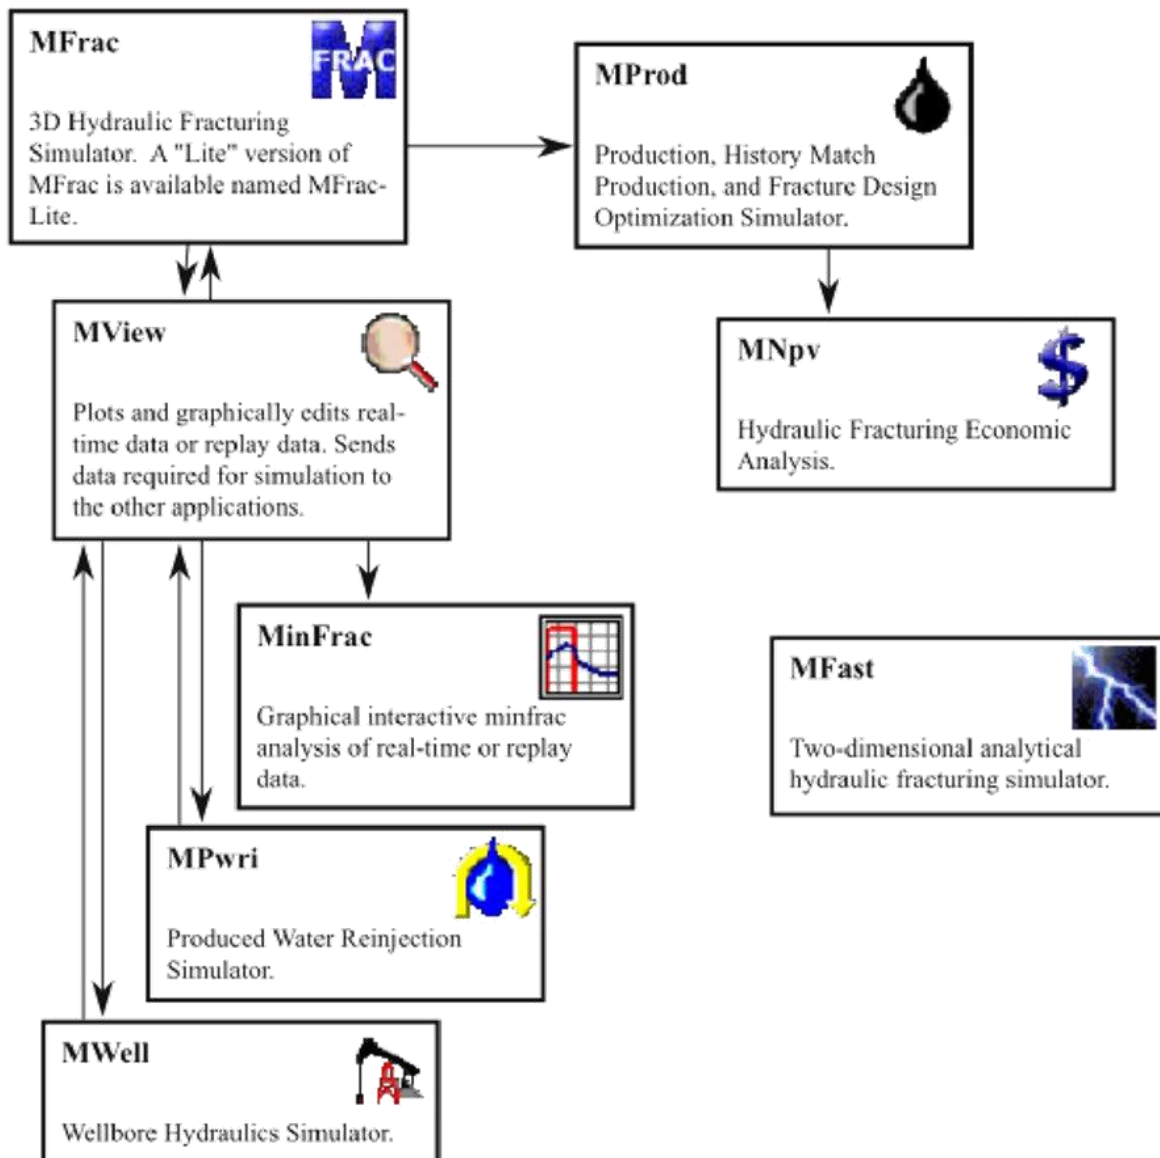 MFrac
FRAC
3D Hydraulic Fracturing
Simulator.  A "Lite" version of
MFrac is available named MFrac-
Lite.
MProd
Production, History Match
Production, and Fracture Design
Optimization Simulator.
MView
Plots and graphically edits real-
time data or replay data. Sends
data required for simulation to
the other applications.
MNpv
$
Hydraulic Fracturing Economic
Analysis.
MinFrac
Graphical interactive minfrac
analysis of real-time or replay
data.
MFast
Two-dimensional analytical
hydraulic fracturing simulator.
MPwri
Produced Water Reinjection
Simulator.
MWell
Wellbore Hydraulics Simulator.